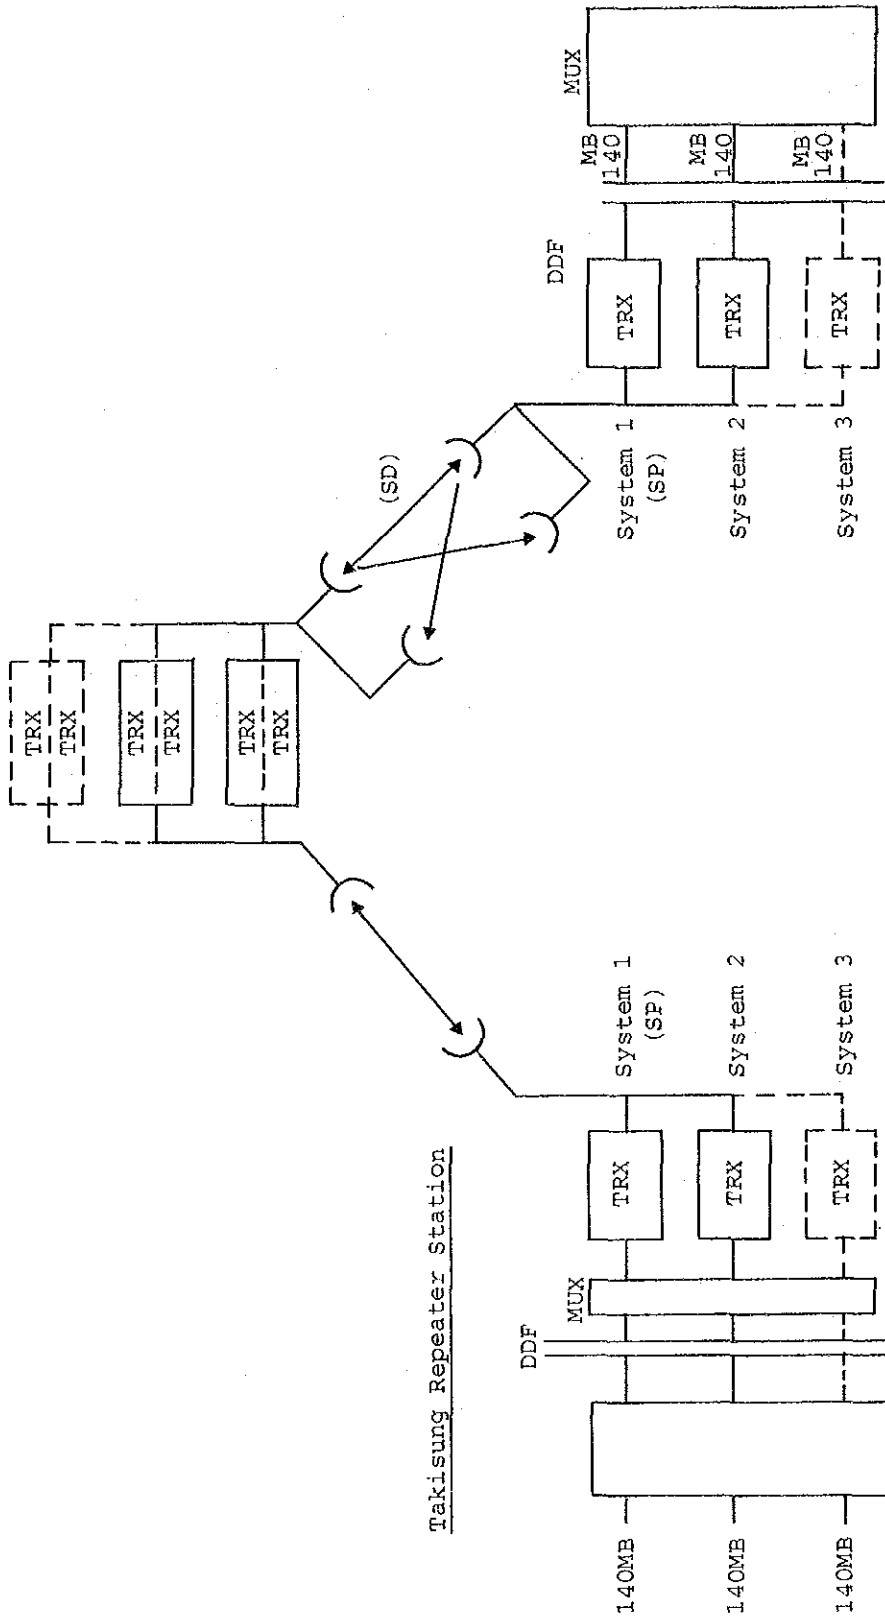 TRX
TRX
TRX
TRX
TRX
TRX
(SD)
Takisung Repeater Station
140MB
140MB
140MB
DDF
MUX
TRX
TRX
TRX
System 1
(SP)
System 2
System 3
System 1
(SP)
System 2
System 3
TRX
TRX
TRX
DDF
MB
140
MB
140
MB
140
MUX